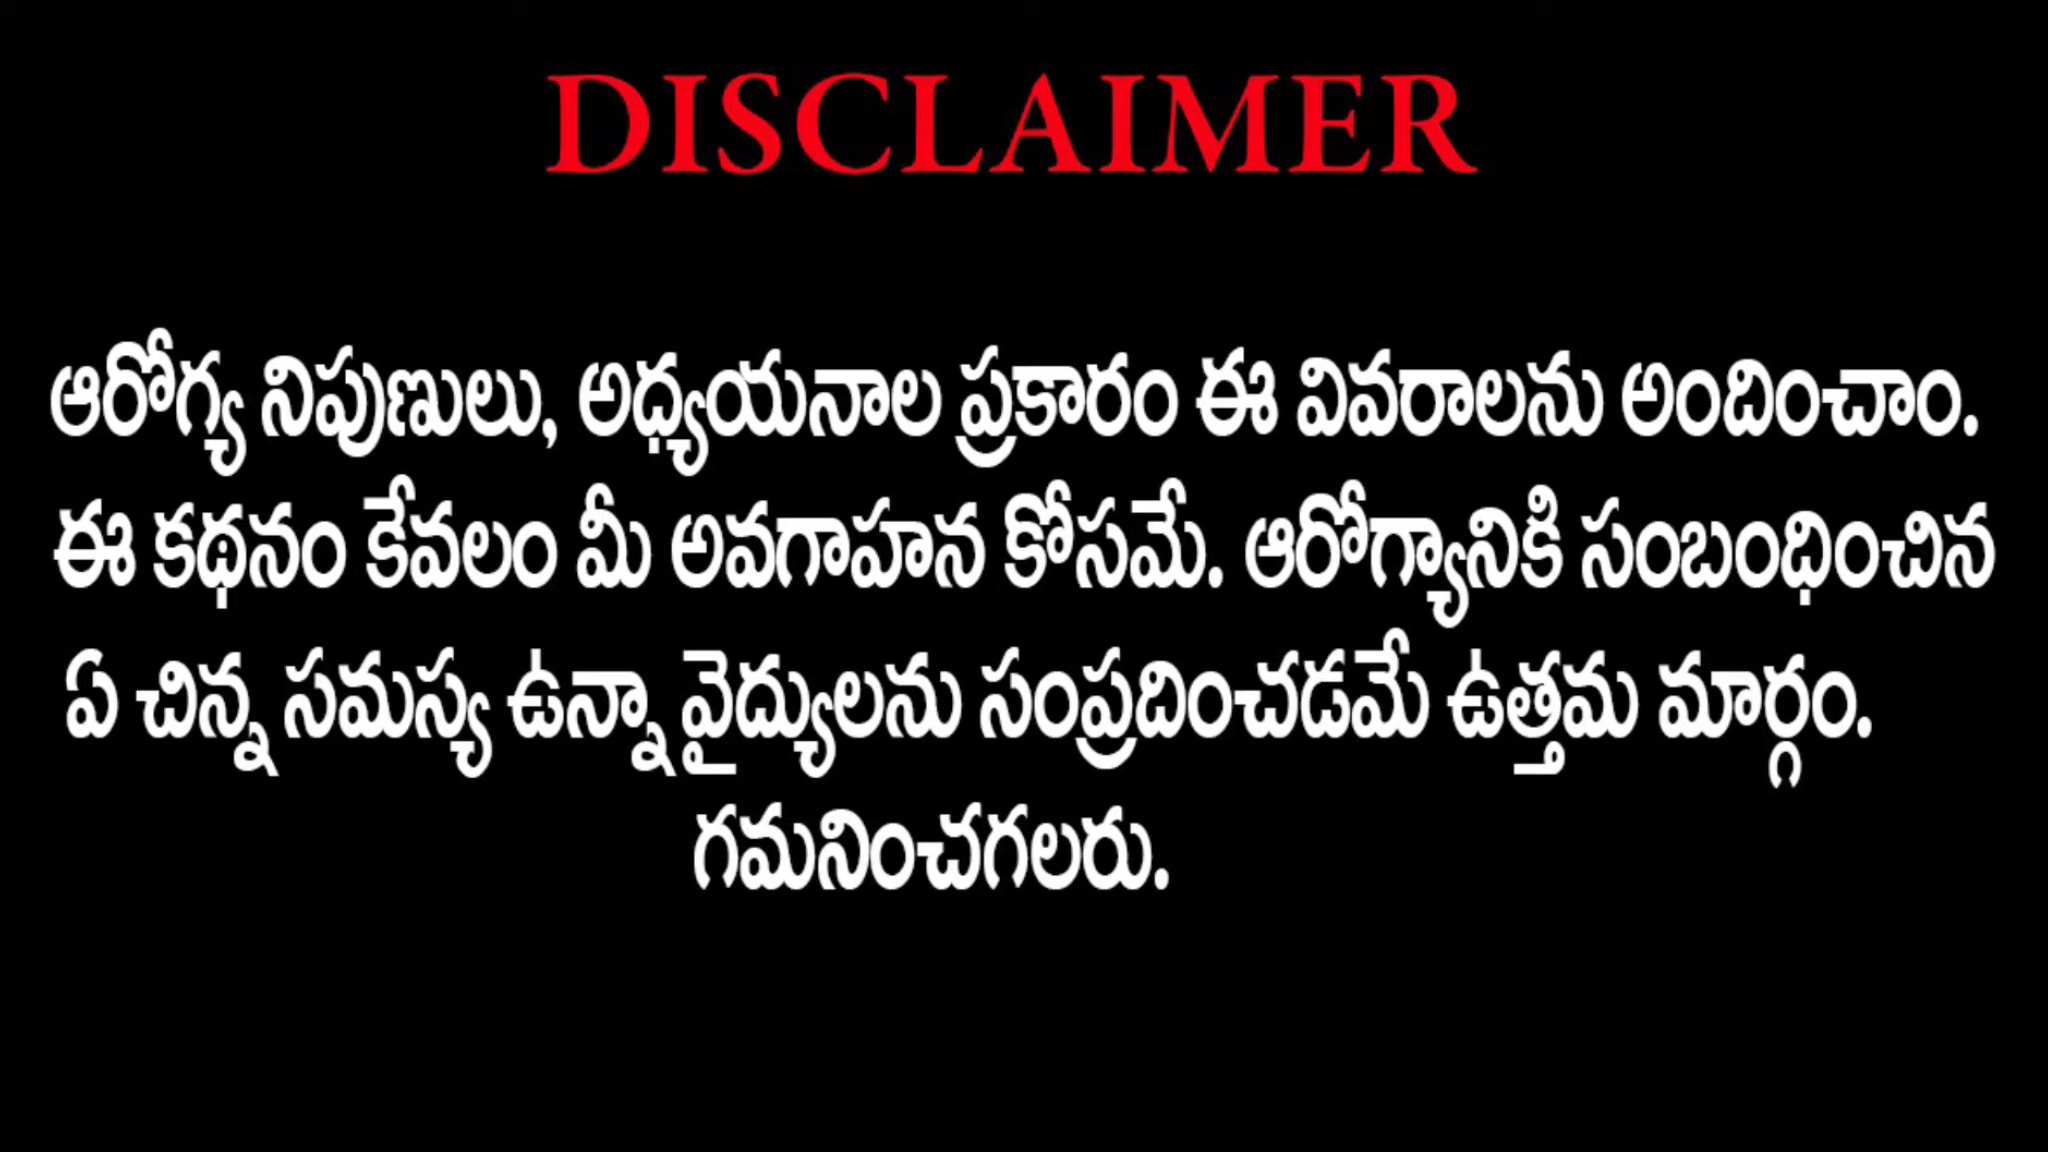 DISCLAIMER
ఆరోగ్య నిపుణులు, అధ్యయనాల ప్రకారం ఈ వివరాలను అందించాం.
ఈ కథనం కేవలం మీ అవగాహన కోసమే. ఆరోగ్యానికి సంబంధించిన
ఏ చిన్న సమస్య ఉన్నా వైద్యులను సంప్రదించడమే ఉత్తమ మార్గం.
గమనించగలరు.